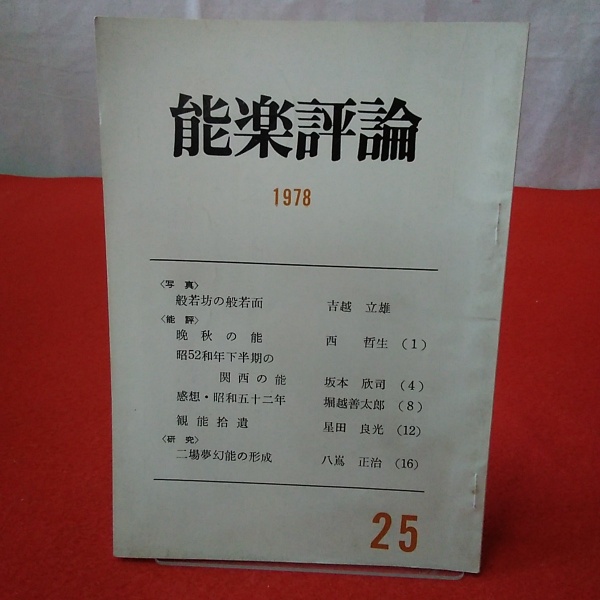 能楽評論
1978
〈写真〉
般若坊の般若面 吉越 立雄
〈能評〉
晩秋の能 西 哲生 (1)
昭52和年下半期の
関西の能 坂本 欣司 (4)
感想・昭和五十二年 堀越善太郎 (8)
観能拾遺 星田 良光 (12)
〈研究〉
二場夢幻能の形成 八嶌 正治 (16)
25